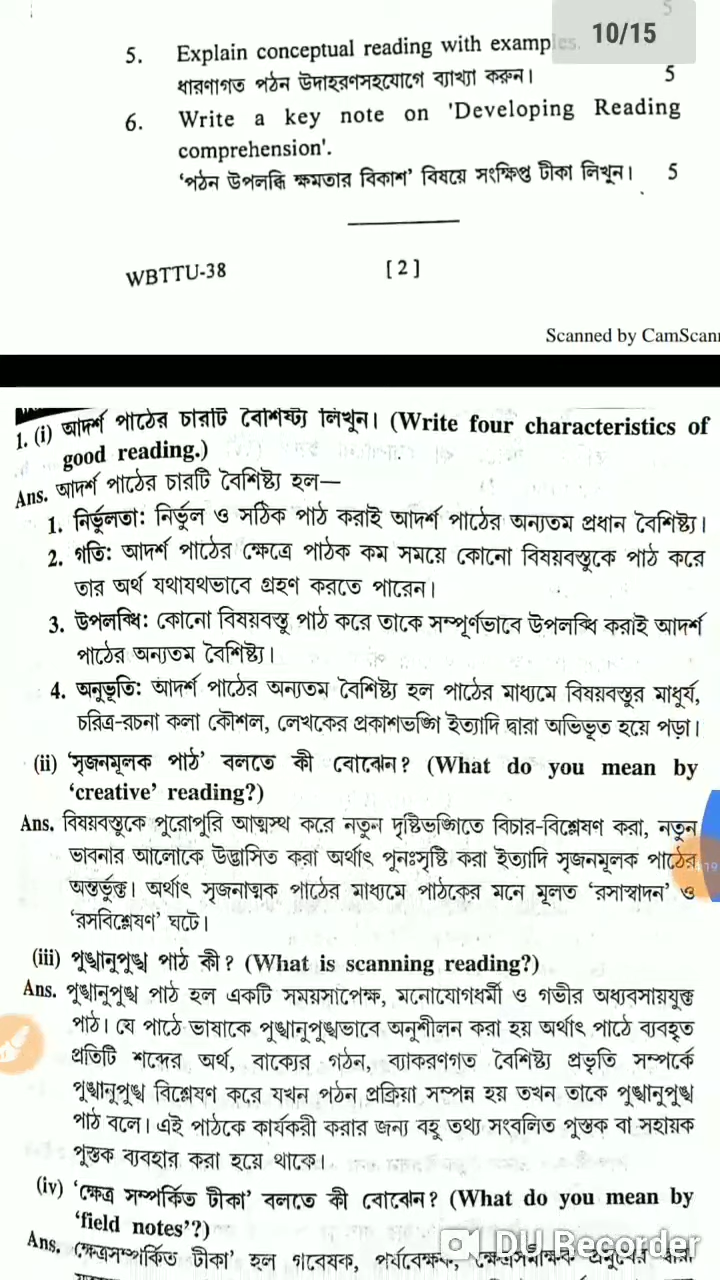 5
10/15
5. Explain conceptual reading with examples.
ধারণাগত পঠন উদাহরণসহযোগে ব্যাখ্যা করুন। 5
6. Write a key note on 'Developing Reading
comprehension'.
'পঠন উপলব্ধি ক্ষমতার বিকাশ' বিষয়ে সংক্ষিপ্ত টীকা লিখুন। 5
WBTTU-38 [ 2 ]
Scanned by CamScann
1. (i) আদর্শ পাঠের চারটি বৈশিষ্ট্য লিখুন। (Write four characteristics of
good reading.)
Ans. আদর্শ পাঠের চারটি বৈশিষ্ট্য হল—
1. নির্ভুলতা: নির্ভুল ও সঠিক পাঠ করাই আদর্শ পাঠের অন্যতম প্রধান বৈশিষ্ট্য।
2. গতি: আদর্শ পাঠের ক্ষেত্রে পাঠক কম সময়ে কোনো বিষয়বস্তুকে পাঠ করে
তার অর্থ যথাযথভাবে গ্রহণ করতে পারেন।
3. উপলব্ধি: কোনো বিষয়বস্তু পাঠ করে তাকে সম্পূর্ণভাবে উপলব্ধি করাই আদর্শ
পাঠের অন্যতম বৈশিষ্ট্য।
4. অনুভূতি: আদর্শ পাঠের অন্যতম বৈশিষ্ট্য হল পাঠের মাধ্যমে বিষয়বস্তুর মাধুর্য,
চরিত্র-রচনা কলা কৌশল, লেখকের প্রকাশভঙ্গি ইত্যাদি দ্বারা অভিভূত হয়ে পড়া।
(ii) 'সৃজনমূলক পাঠ' বলতে কী বোঝেন? (What do you mean by
'creative' reading?)
Ans. বিষয়বস্তুকে পুরোপুরি আত্মস্থ করে নতুন দৃষ্টিভঙ্গিতে বিচার-বিশ্লেষণ করা, নতুন
ভাবনার আলোকে উদ্ভাসিত করা অর্থাৎ পুনঃসৃষ্টি করা ইত্যাদি সৃজনমূলক পাঠের
অন্তর্ভুক্ত। অর্থাৎ সৃজনাত্মক পাঠের মাধ্যমে পাঠকের মনে মূলত 'রসাস্বাদন' ও
'রসবিশ্লেষণ' ঘটে।
(iii) পুঙ্খানুপুঙ্খ পাঠ কী? (What is scanning reading?)
Ans. পুঙ্খানুপুঙ্খ পাঠ হল একটি সময়সাপেক্ষ, মনোযোগধর্মী ও গভীর অধ্যবসায়যুক্ত
পাঠ। যে পাঠে ভাষাকে পুঙ্খানুপুঙ্খভাবে অনুশীলন করা হয় অর্থাৎ পাঠে ব্যবহৃত
প্রতিটি শব্দের অর্থ, বাক্যের গঠন, ব্যাকরণগত বৈশিষ্ট্য প্রভৃতি সম্পর্কে
পুঙ্খানুপুঙ্খ বিশ্লেষণ করে যখন পঠন প্রক্রিয়া সম্পন্ন হয় তখন তাকে পুঙ্খানুপুঙ্খ
পাঠ বলে। এই পাঠকে কার্যকরী করার জন্য বহু তথ্য সংবলিত পুস্তক বা সহায়ক
পুস্তক ব্যবহার করা হয়ে থাকে।
(iv) 'ক্ষেত্র সম্পর্কিত টীকা' বলতে কী বোঝেন? (What do you mean by
'field notes'?)
DU Recorder
Ans. ক্ষেত্রসম্পর্কিত টীকা' হল গবেষক, পর্যবেক্ষক,